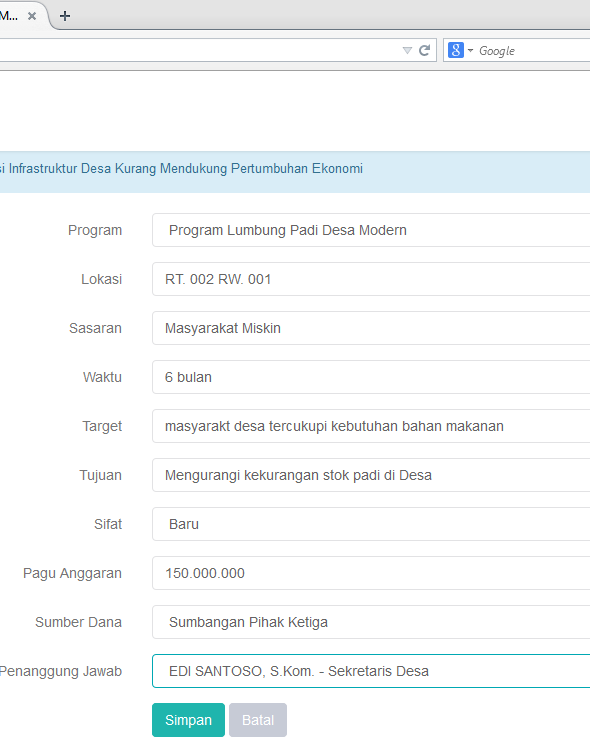 M...
Google
si Infrastruktur Desa Kurang Mendukung Pertumbuhan Ekonomi
Program Program Lumbung Padi Desa Modern
Lokasi RT. 002 RW. 001
Sasaran Masyarakat Miskin
Waktu 6 bulan
Target masyarakt desa tercukupi kebutuhan bahan makanan
Tujuan Mengurangi kekurangan stok padi di Desa
Sifat Baru
Pagu Anggaran 150.000.000
Sumber Dana Sumbangan Pihak Ketiga
Penanggung Jawab EDI SANTOSO, S.Kom. - Sekretaris Desa
Simpan Batal